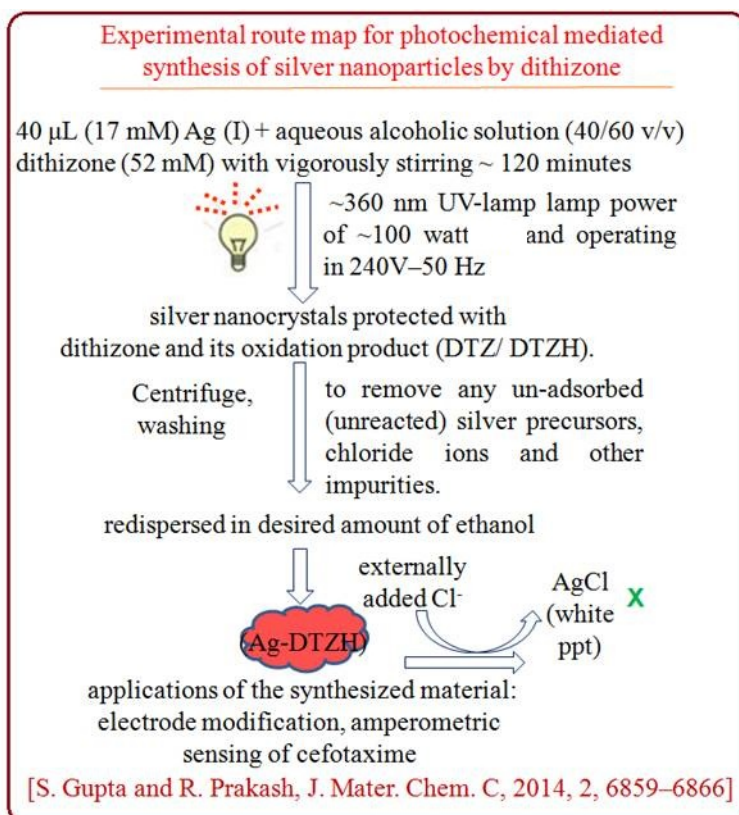 Experimental route map for photochemical mediated
synthesis of silver nanoparticles by dithizone
40 μL (17 mM) Ag (I) + aqueous alcoholic solution (40/60 v/v)
dithizone (52 mM) with vigorously stirring ~ 120 minutes
~360 nm UV-lamp lamp power
of ~100 watt and operating
in 240V–50 Hz
silver nanocrystals protected with
dithizone and its oxidation product (DTZ/ DTZH).
Centrifuge,
washing
to remove any un-adsorbed
(unreacted) silver precursors,
chloride ions and other
impurities.
redispersed in desired amount of ethanol
externally
added Cl⁻
AgCl
(white
ppt)
X
(Ag-DTZH)
applications of the synthesized material:
electrode modification, amperometric
sensing of cefotaxime
[S. Gupta and R. Prakash, J. Mater. Chem. C, 2014, 2, 6859–6866]